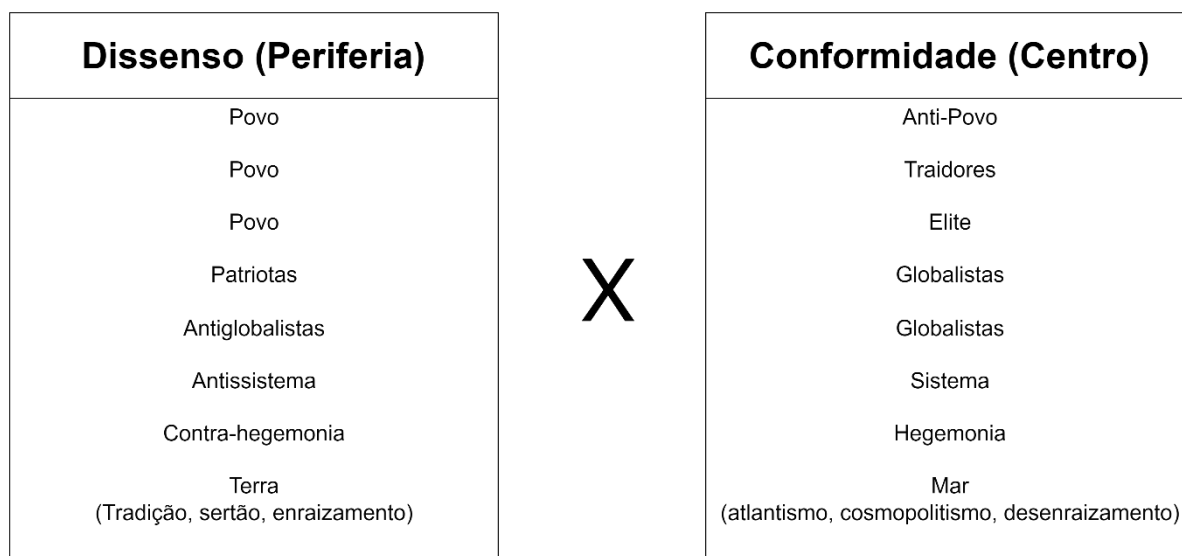 Dissenso (Periferia)
Povo
Povo
Povo
Patriotas
Antiglobalistas
Antissistema
Contra-hegemonia
Terra
(Tradição, sertão, enraizamento)
X
Conformidade (Centro)
Anti-Povo
Traidores
Elite
Globalistas
Globalistas
Sistema
Hegemonia
Mar
(atlantismo, cosmopolitismo, desenraizamento)